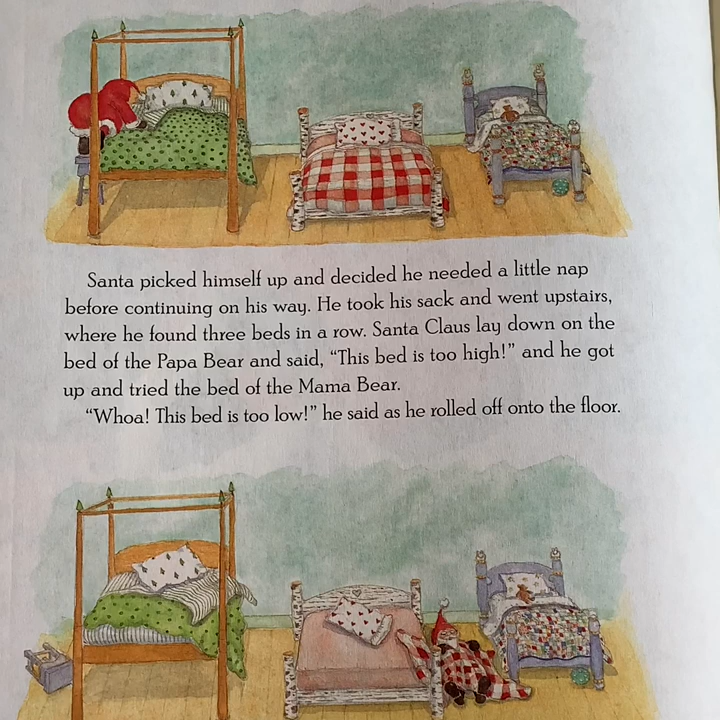 Santa picked himself up and decided he needed a little nap
before continuing on his way. He took his sack and went upstairs,
where he found three beds in a row. Santa Claus lay down on the
bed of the Papa Bear and said, “This bed is too high!” and he got
up and tried the bed of the Mama Bear.
“Whoa! This bed is too low!” he said as he rolled off onto the floor.